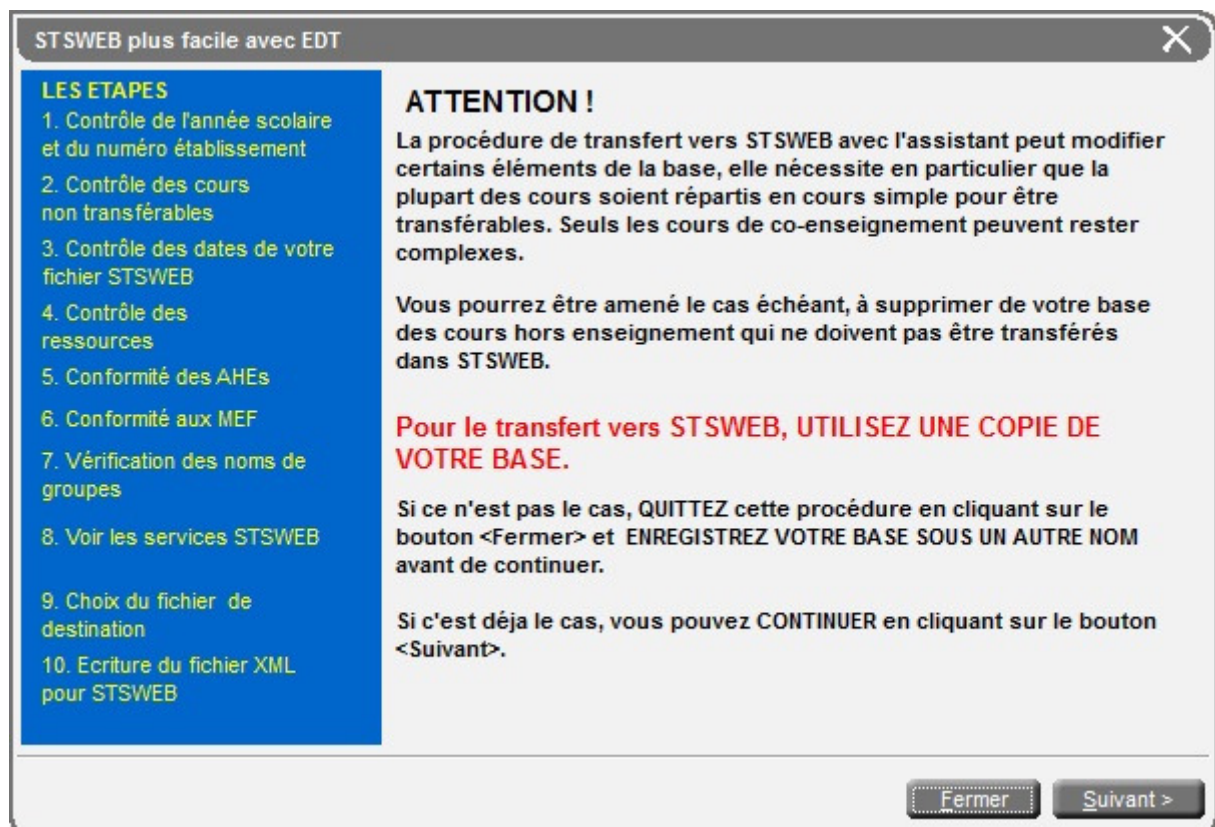 STSWEB plus facile avec EDT
LES ETAPES
1. Contrôle de l'année scolaire
et du numéro établissement
2. Contrôle des cours
non transférables
3. Contrôle des dates de votre
fichier STSWEB
4. Contrôle des
ressources
5. Conformité des AHEs
6. Conformité aux MEF
7. Vérification des noms de
groupes
8. Voir les services STSWEB
9. Choix du fichier de
destination
10. Ecriture du fichier XML
pour STSWEB
ATTENTION !
La procédure de transfert vers STSWEB avec l'assistant peut modifier
certains éléments de la base, elle nécessite en particulier que la
plupart des cours soient répartis en cours simple pour être
transférables. Seuls les cours de co-enseignement peuvent rester
complexes.
Vous pourrez être amené le cas échéant, à supprimer de votre base
des cours hors enseignement qui ne doivent pas être transférés
dans STSWEB.
Pour le transfert vers STSWEB, UTILISEZ UNE COPIE DE
VOTRE BASE.
Si ce n'est pas le cas, QUITTEZ cette procédure en cliquant sur le
bouton <Fermer> et ENREGISTREZ VOTRE BASE SOUS UN AUTRE NOM
avant de continuer.
Si c'est déja le cas, vous pouvez CONTINUER en cliquant sur le bouton
<Suivant>.
Fermer
Suivant >